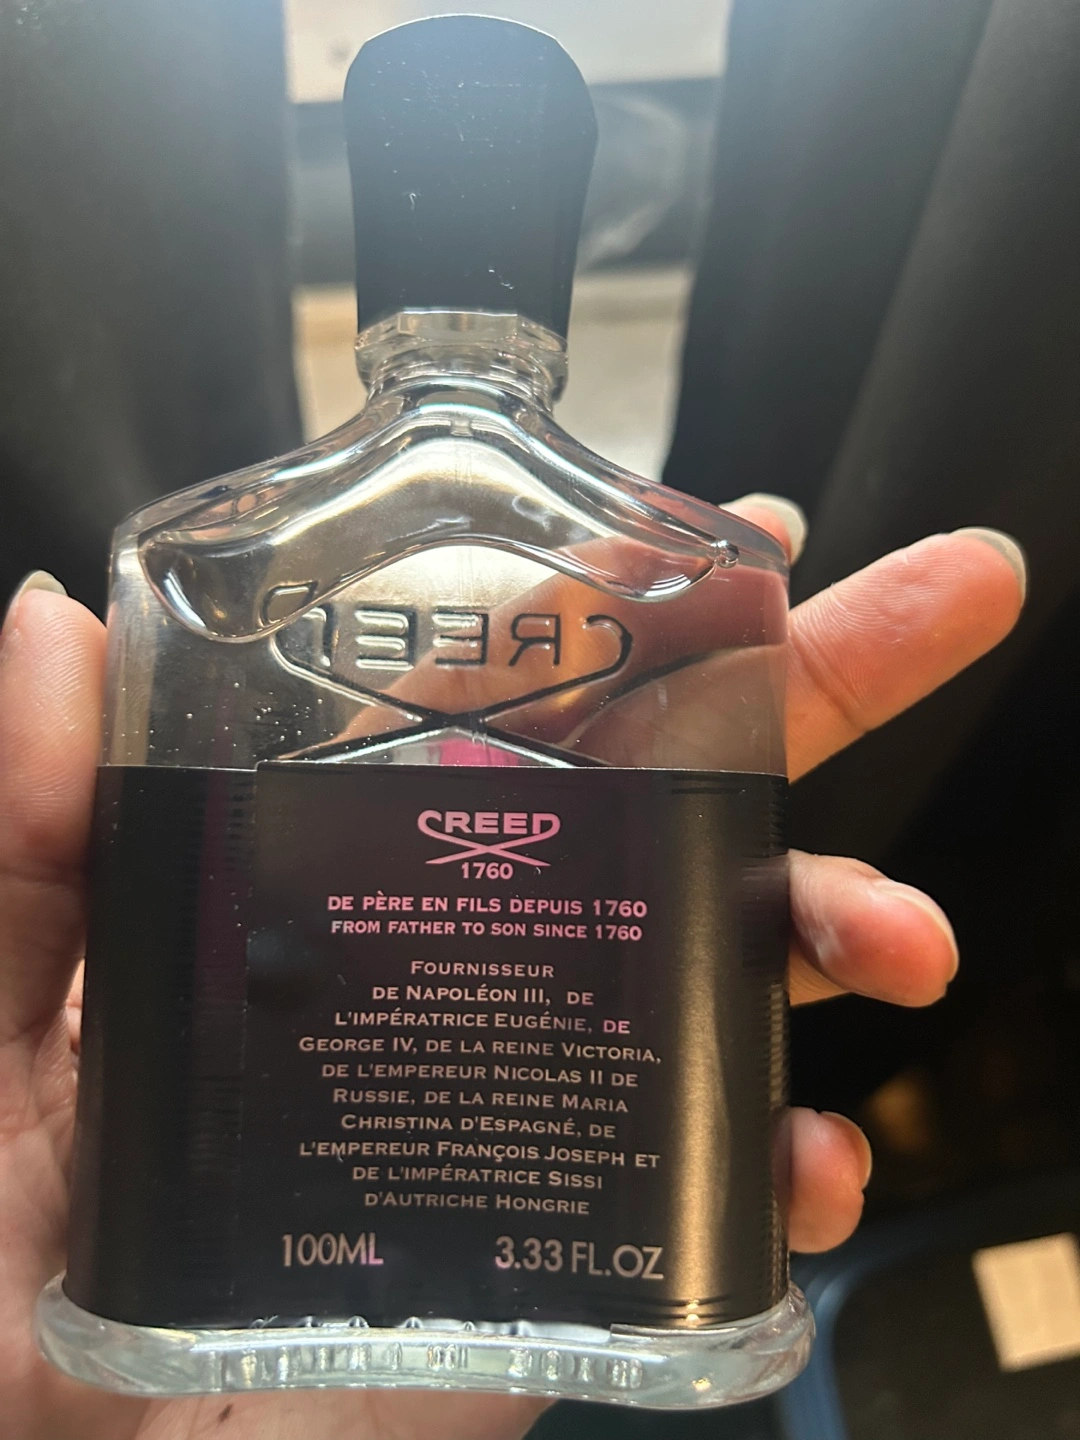 CREED
CREED
1760
DE PÈRE EN FILS DEPUIS 1760
FROM FATHER TO SON SINCE 1760
FOURNISSEUR
DE NAPOLÉON III, DE
L'IMPÉRATRICE EUGÉNIE, DE
GEORGE IV, DE LA REINE VICTORIA,
DE L'EMPEREUR NICOLAS II DE
RUSSIE, DE LA REINE MARIA
CHRISTINA D'ESPAGNÉ, DE
L'EMPEREUR FRANÇOIS JOSEPH ET
DE L'IMPÉRATRICE SISSI
D'AUTRICHE HONGRIE
100ML 3.33 FL.OZ